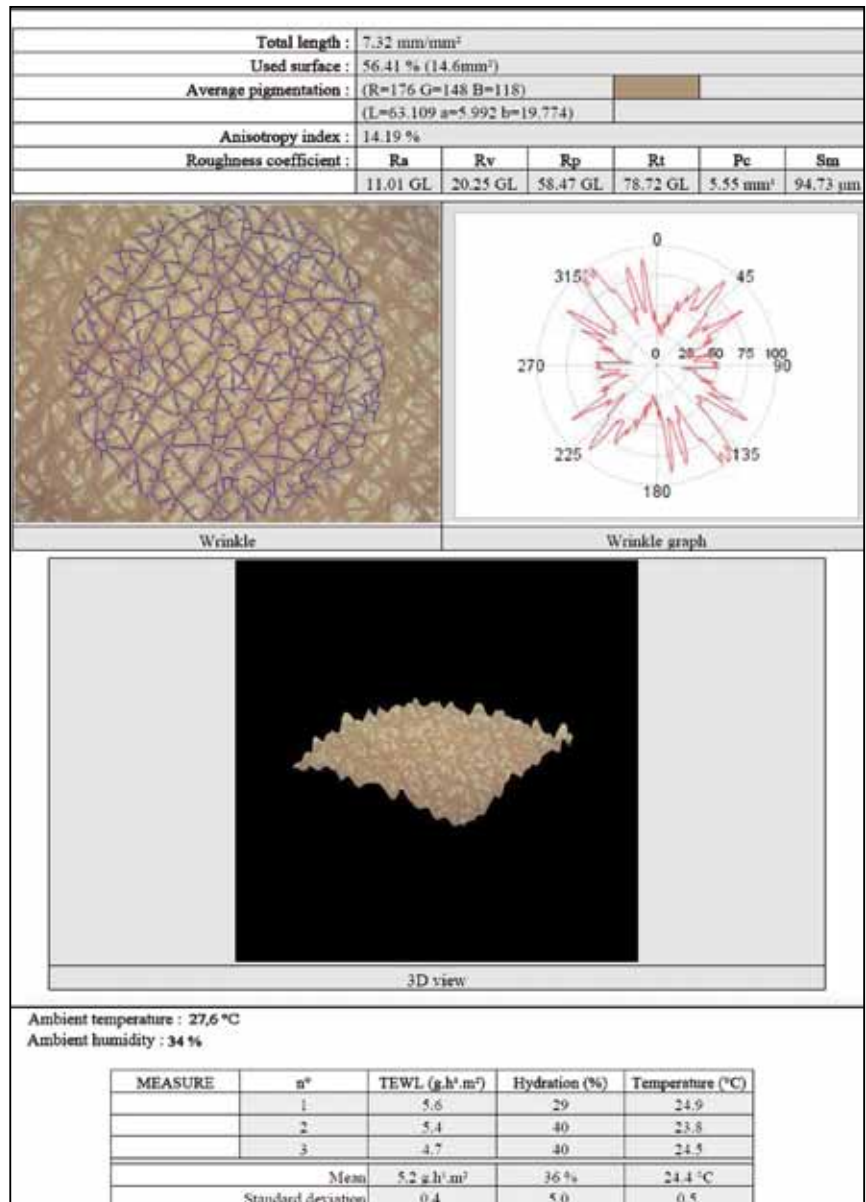 Total length : 7.32 mm/mm²
Used surface : 56.41 % (14.6mm²)
Average pigmentation : (R=176 G=148 B=118)
(L=63.109 a=5.992 b=19.774)
Anisotropy index : 14.19 %
Roughness coefficient : Ra Rv Rp Rt Pc Sm
11.01 GL 20.25 GL 58.47 GL 78.72 GL 5.55 mm¹ 94.73 µm
0
315 45
270 0 25 50 75 100 90
225 135
180
Wrinkle Wrinkle graph
3D view
Ambient temperature : 27,6 °C
Ambient humidity : 34 %
MEASURE n° TEWL (g.h¹.m²) Hydration (%) Temperature (°C)
1 5.6 29 24.9
2 5.4 40 23.8
3 4.7 40 24.5
Mean 5.2 g.h¹.m² 36 % 24.4 °C
Standard deviation 0.4 5.0 0.5